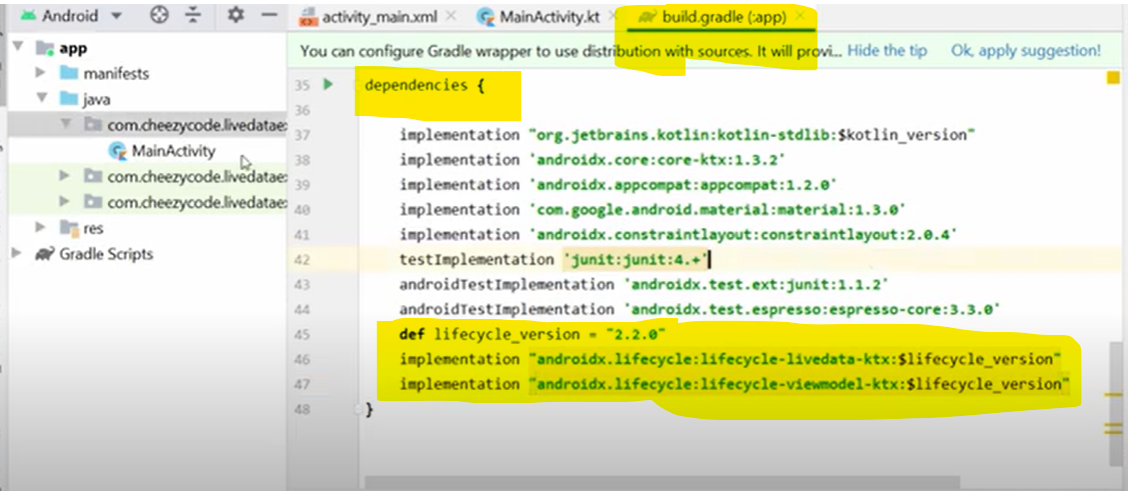 Android
activity_main.xml
MainActivity.kt
build.gradle (:app)
You can configure Gradle wrapper to use distribution with sources. It will provi... Hide the tip Ok, apply suggestion!
app
manifests
java
com.cheezycode.livedatae
MainActivity
com.cheezycode.livedatae
com.cheezycode.livedatae
res
Gradle Scripts
35 dependencies {
36
37 implementation "org.jetbrains.kotlin:kotlin-stdlib:$kotlin_version"
38 implementation 'androidx.core:core-ktx:1.3.2'
39 implementation 'androidx.appcompat:appcompat:1.2.0'
40 implementation 'com.google.android.material:material:1.3.0'
41 implementation 'androidx.constraintlayout:constraintlayout:2.0.4'
42 testImplementation 'junit:junit:4.+'
43 androidTestImplementation 'androidx.test.ext:junit:1.1.2'
44 androidTestImplementation 'androidx.test.espresso:espresso-core:3.3.0'
45 def lifecycle_version = "2.2.0"
46 implementation "androidx.lifecycle:lifecycle-livedata-ktx:$lifecycle_version"
47 implementation "androidx.lifecycle:lifecycle-viewmodel-ktx:$lifecycle_version"
48 }